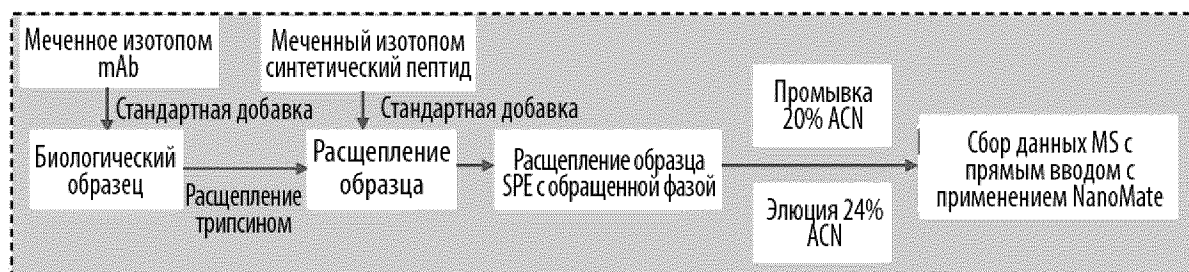 Меченное изотопом
mAb
Меченный изотопом
синтетический пептид
Стандартная добавка
Стандартная добавка
Биологический
образец
Расщепление
трипсином
Расщепление
образца
Расщепление образца
SPE с обращенной фазой
Промывка
20% ACN
Элюция 24%
ACN
Сбор данных MS с
прямым вводом с
применением NanoMate